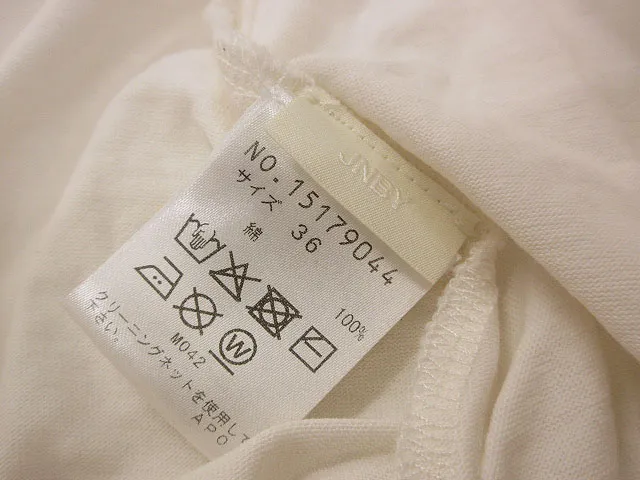 JNBY
NO. 15179044
サイズ 36
綿 100%
W
M042
クリーニングネットを使用して
下さい。 APO